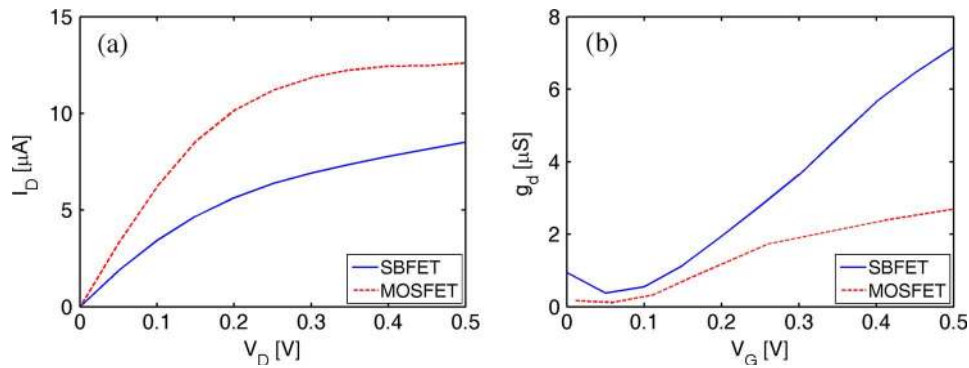 (a)
15
10
5
0
I_D [μA]
0 0.1 0.2 0.3 0.4 0.5
V_D [V]
SBFET
MOSFET
(b)
8
6
4
2
0
g_d [μS]
0 0.1 0.2 0.3 0.4 0.5
V_G [V]
SBFET
MOSFET